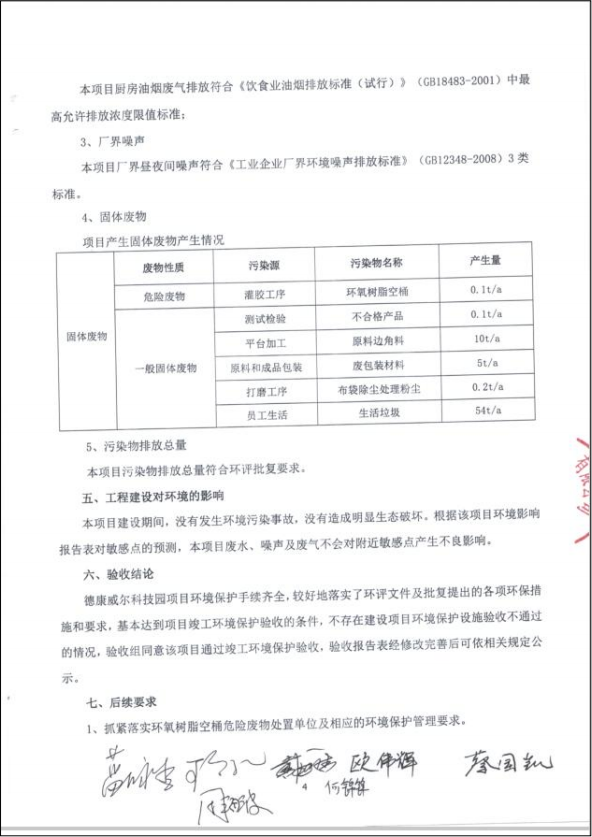 本项目厨房油烟废气排放符合《饮食业油烟排放标准（试行）》（GB18483-2001）中最
高允许排放浓度限值标准；
3、厂界噪声
本项目厂界昼夜间噪声符合《工业企业厂界环境噪声排放标准》（GB12348-2008）3 类
标准。
4、固体废物
项目产生固体废物产生情况
固体废物 废物性质 污染源 污染物名称 产生量
危险废物 灌胶工序 环氧树脂空桶 0.1t/a
一般固体废物 测试检验 不合格产品 0.1t/a
平台加工 原料边角料 10t/a
原料和成品包装 废包装材料 5t/a
打磨工序 布袋除尘处理粉尘 0.2t/a
员工生活 生活垃圾 54t/a
5、污染物排放总量
本项目污染物排放总量符合环评批复要求。
五、工程建设对环境的影响
本项目建设期间，没有发生环境污染事故，没有造成明显生态破坏。根据该项目环境影响
报告表对敏感点的预测，本项目废水、噪声及废气不会对附近敏感点产生不良影响。
六、验收结论
德康威尔科技园项目环境保护手续齐全，较好地落实了环评文件及批复提出的各项环保措
施和要求，基本达到项目竣工环境保护验收的条件，不存在建设项目环境保护设施验收不通过
的情况，验收组同意该项目通过竣工环境保护验收，验收报告表经修改完善后可依相关规定公
示。
七、后续要求
1、抓紧落实环氧树脂空桶危险废物处置单位及相应的环境保护管理要求。
欧伟辉 蔡国凯
何锦锋
有限公司